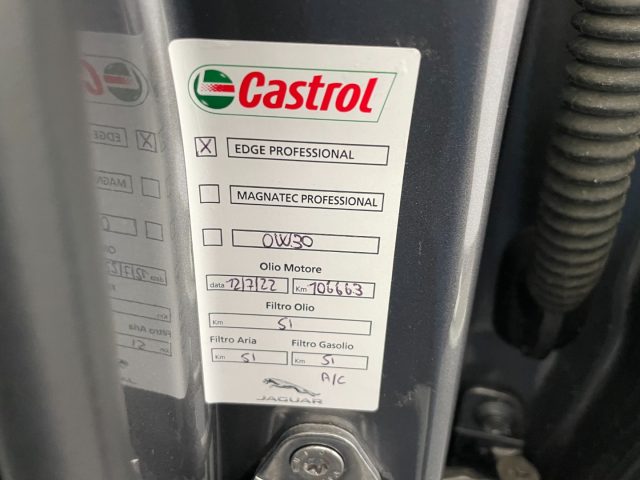 Castrol
X EDGE PROFESSIONAL
MAGNATEC PROFESSIONAL
0W30
Olio Motore
data 12/7/22 Km 106663
Filtro Olio
Km SI
Filtro Aria Filtro Gasolio
Km SI Km SI
A/C
JAGUAR